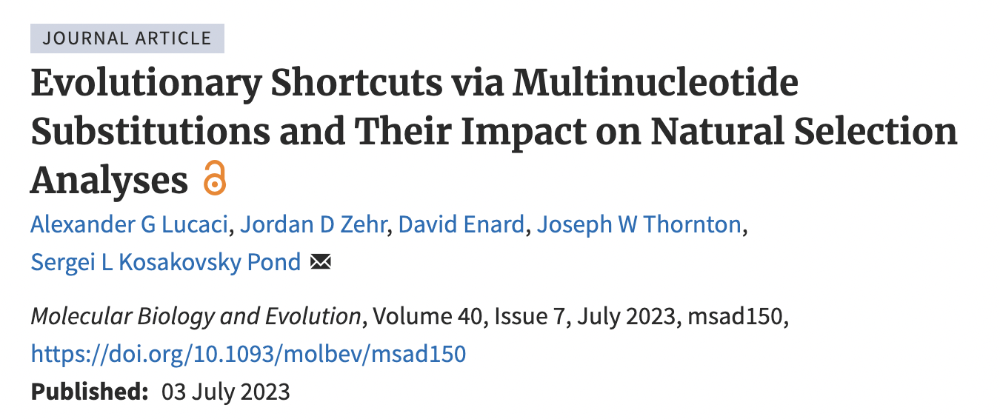 JOURNAL ARTICLE
Evolutionary Shortcuts via Multinucleotide
Substitutions and Their Impact on Natural Selection
Analyses
Alexander G Lucaci, Jordan D Zehr, David Enard, Joseph W Thornton,
Sergei L Kosakovsky Pond
Molecular Biology and Evolution, Volume 40, Issue 7, July 2023, msad150,
https://doi.org/10.1093/molbev/msad150
Published: 03 July 2023